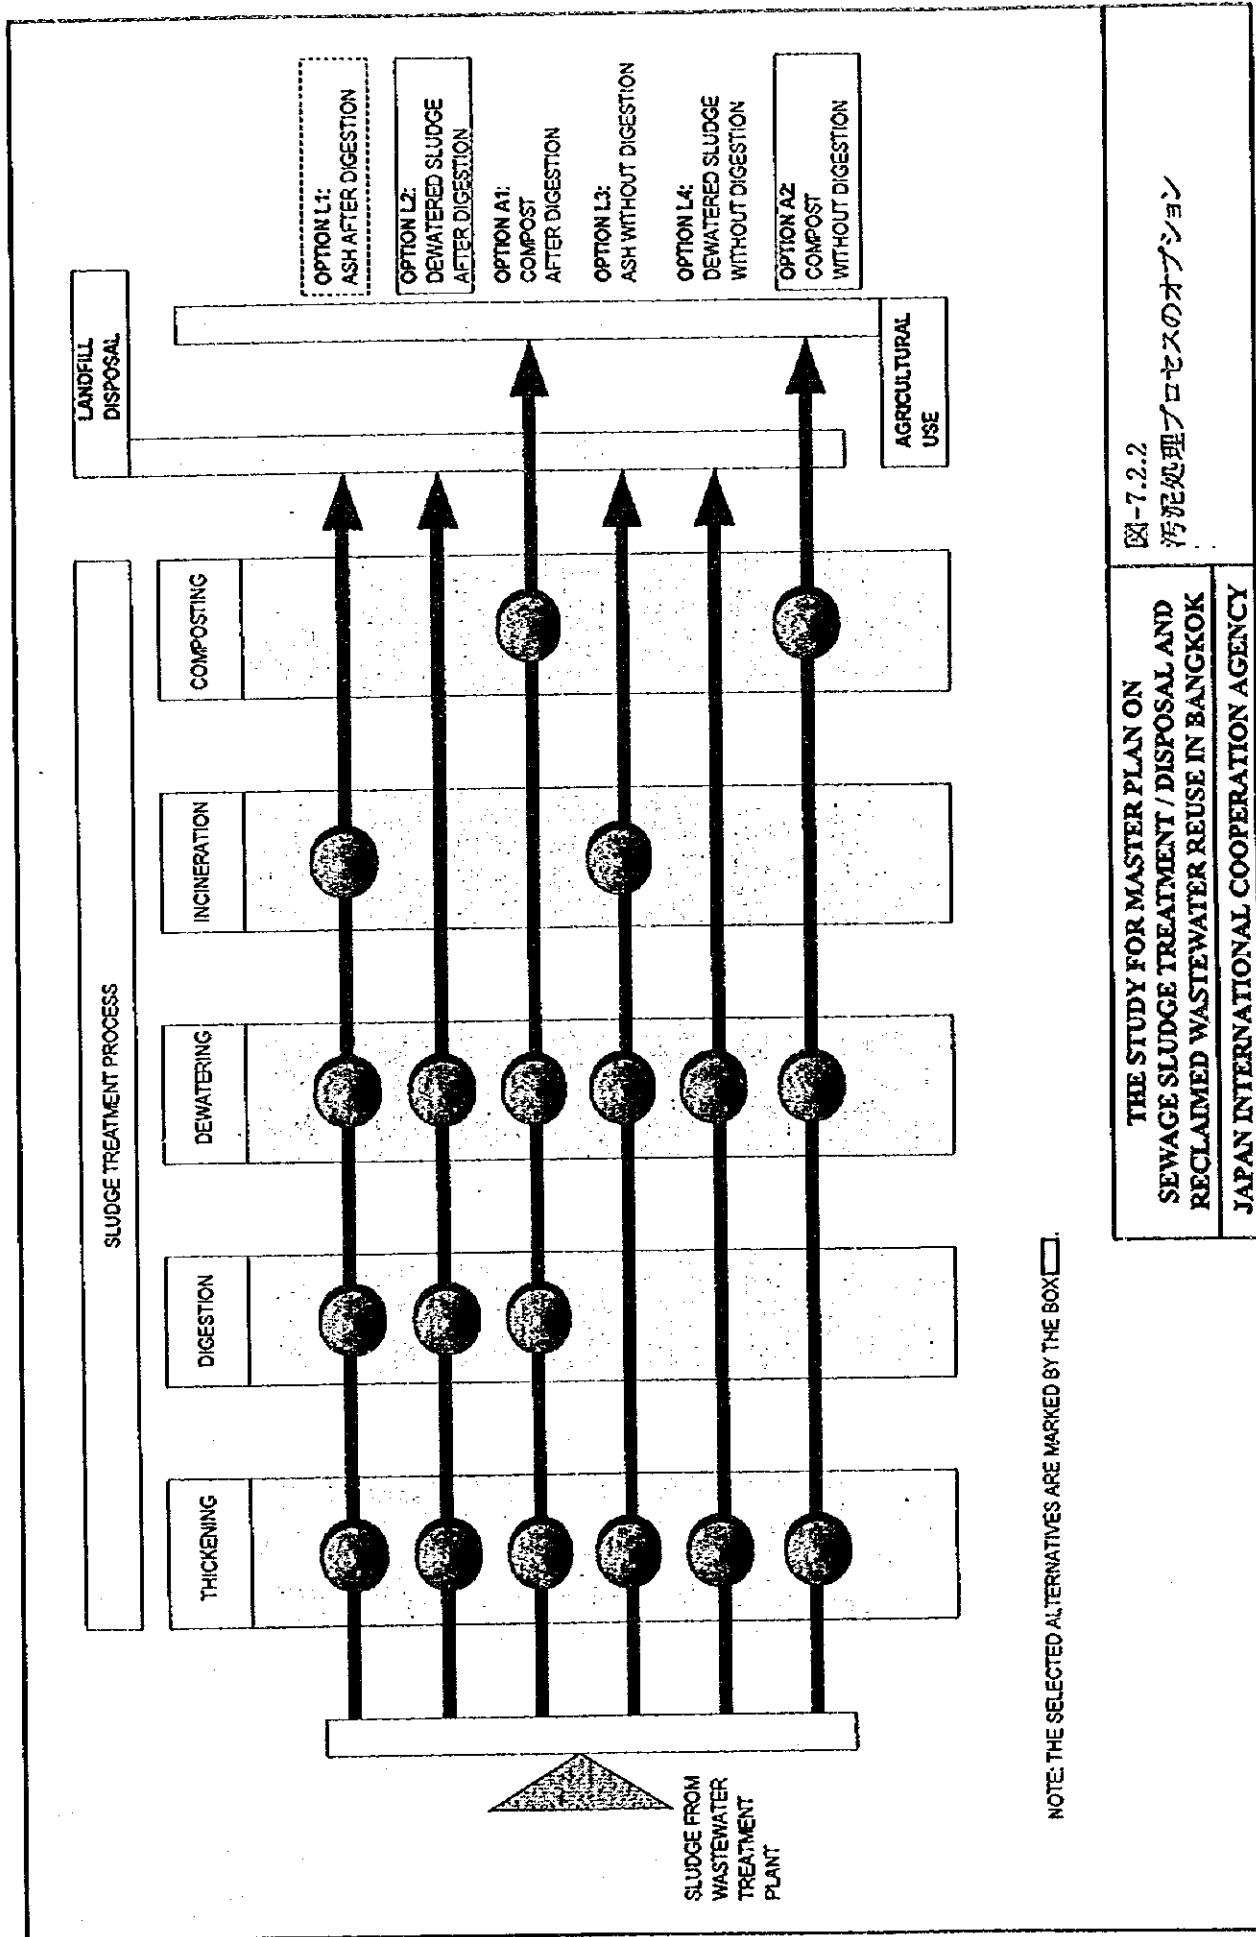 SLUDGE TREATMENT PROCESS
LANDFILL
DISPOSAL
THICKENING
DIGESTION
DEWATERING
INCINERATION
COMPOSTING
OPTION L1:
ASH AFTER DIGESTION
OPTION L2:
DEWATERED SLUDGE
AFTER DIGESTION
OPTION A1:
COMPOST
AFTER DIGESTION
OPTION L3:
ASH WITHOUT DIGESTION
OPTION L4:
DEWATERED SLUDGE
WITHOUT DIGESTION
OPTION A2:
COMPOST
WITHOUT DIGESTION
SLUDGE FROM
WASTEWATER
TREATMENT
PLANT
AGRICULTURAL
USE
NOTE: THE SELECTED ALTERNATIVES ARE MARKED BY THE BOX □.
THE STUDY FOR MASTER PLAN ON
SEWAGE SLUDGE TREATMENT / DISPOSAL AND
RECLAIMED WASTEWATER REUSE IN BANGKOK
JAPAN INTERNATIONAL COOPERATION AGENCY
図-7.2.2
汚泥処理プロセスのオプション